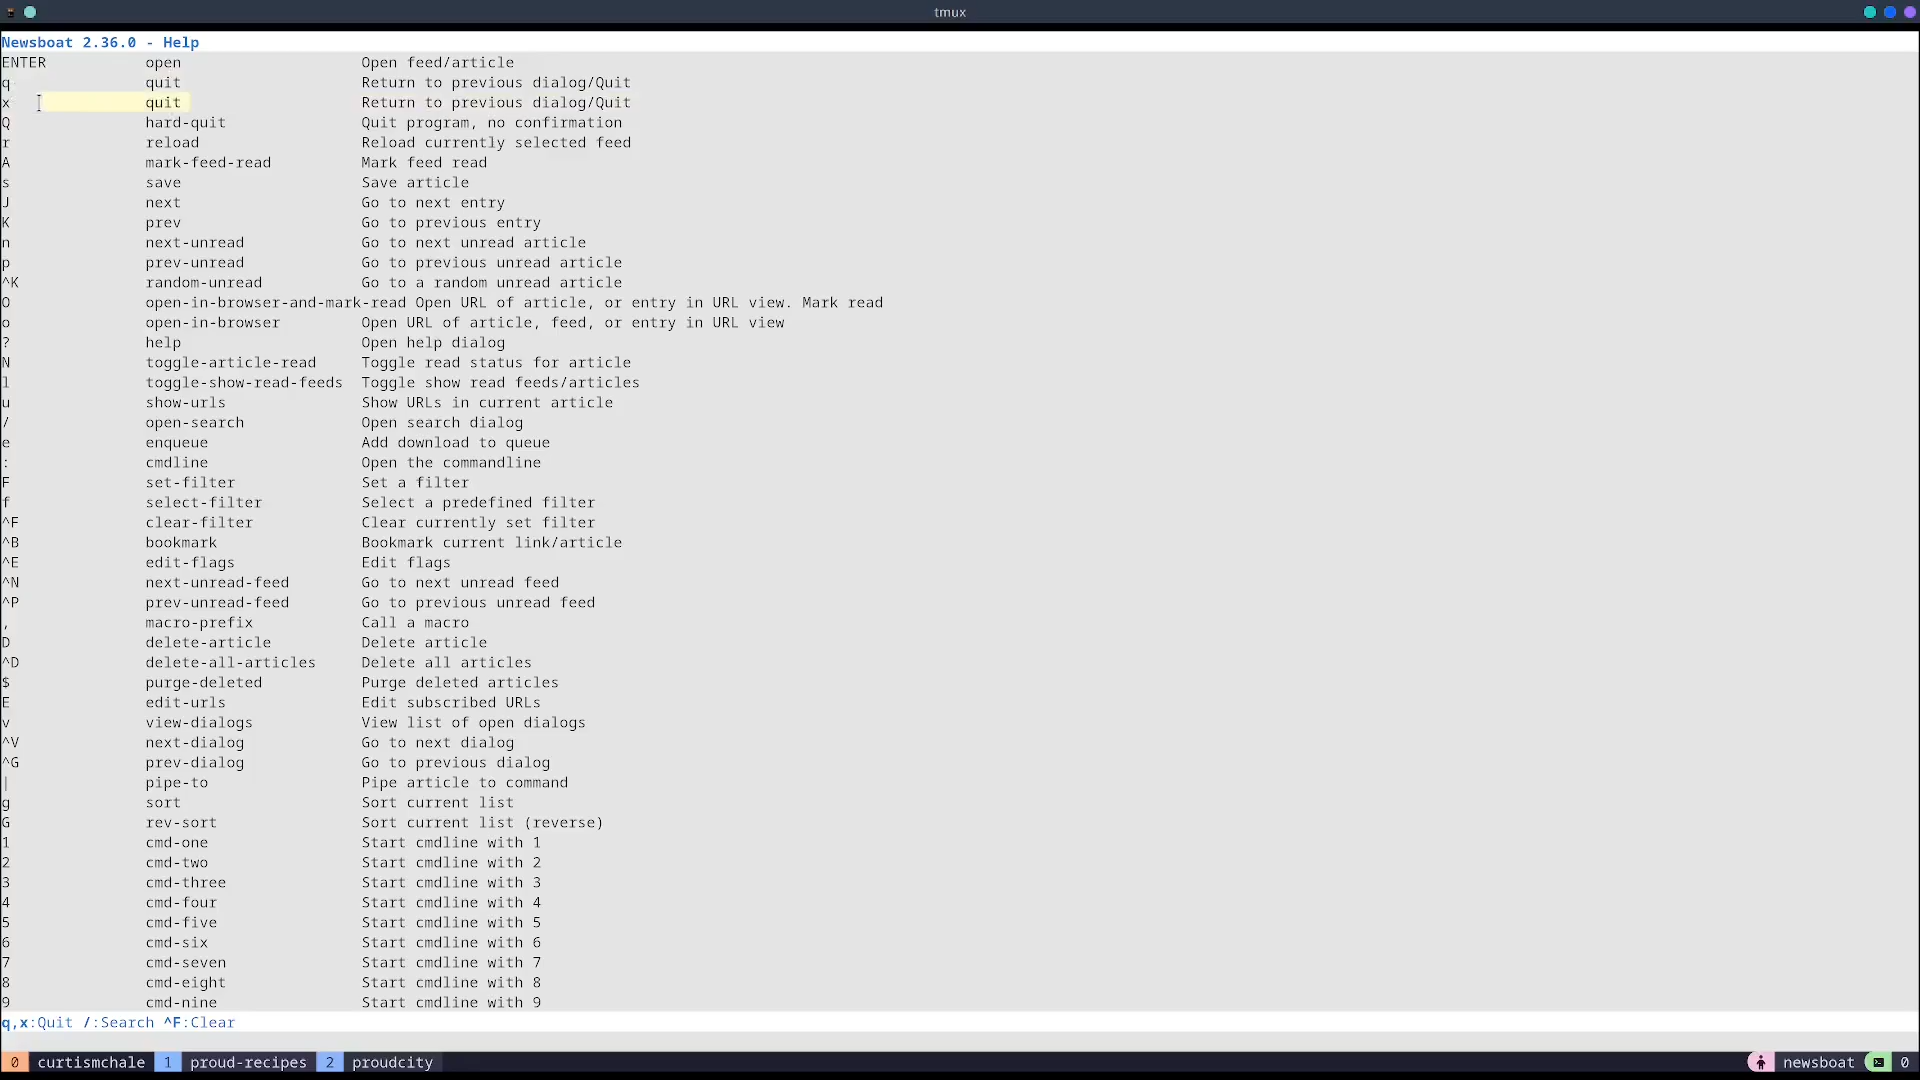 tmux
Newsboat 2.36.0 - Help
ENTER open Open feed/article
q quit Return to previous dialog/Quit
x quit Return to previous dialog/Quit
Q hard-quit Quit program, no confirmation
r reload Reload currently selected feed
A mark-feed-read Mark feed read
s save Save article
J next Go to next entry
K prev Go to previous entry
n next-unread Go to next unread article
p prev-unread Go to previous unread article
^K random-unread Go to a random unread article
O open-in-browser-and-mark-read Open URL of article, or entry in URL view. Mark read
o open-in-browser Open URL of article, feed, or entry in URL view
? help Open help dialog
N toggle-article-read Toggle read status for article
l toggle-show-read-feeds Toggle show read feeds/articles
u show-urls Show URLs in current article
/ open-search Open search dialog
e enqueue Add download to queue
: cmdline Open the commandline
F set-filter Set a filter
f select-filter Select a predefined filter
^F clear-filter Clear currently set filter
^B bookmark Bookmark current link/article
^E edit-flags Edit flags
^N next-unread-feed Go to next unread feed
^P prev-unread-feed Go to previous unread feed
, macro-prefix Call a macro
D delete-article Delete article
^D delete-all-articles Delete all articles
$ purge-deleted Purge deleted articles
E edit-urls Edit subscribed URLs
v view-dialogs View list of open dialogs
^V next-dialog Go to next dialog
^G prev-dialog Go to previous dialog
| pipe-to Pipe article to command
g sort Sort current list
G rev-sort Sort current list (reverse)
1 cmd-one Start cmdline with 1
2 cmd-two Start cmdline with 2
3 cmd-three Start cmdline with 3
4 cmd-four Start cmdline with 4
5 cmd-five Start cmdline with 5
6 cmd-six Start cmdline with 6
7 cmd-seven Start cmdline with 7
8 cmd-eight Start cmdline with 8
9 cmd-nine Start cmdline with 9
q,x:Quit /:Search ^F:Clear
0 curtismchale 1 proud-recipes 2 proudcity newsboat 0